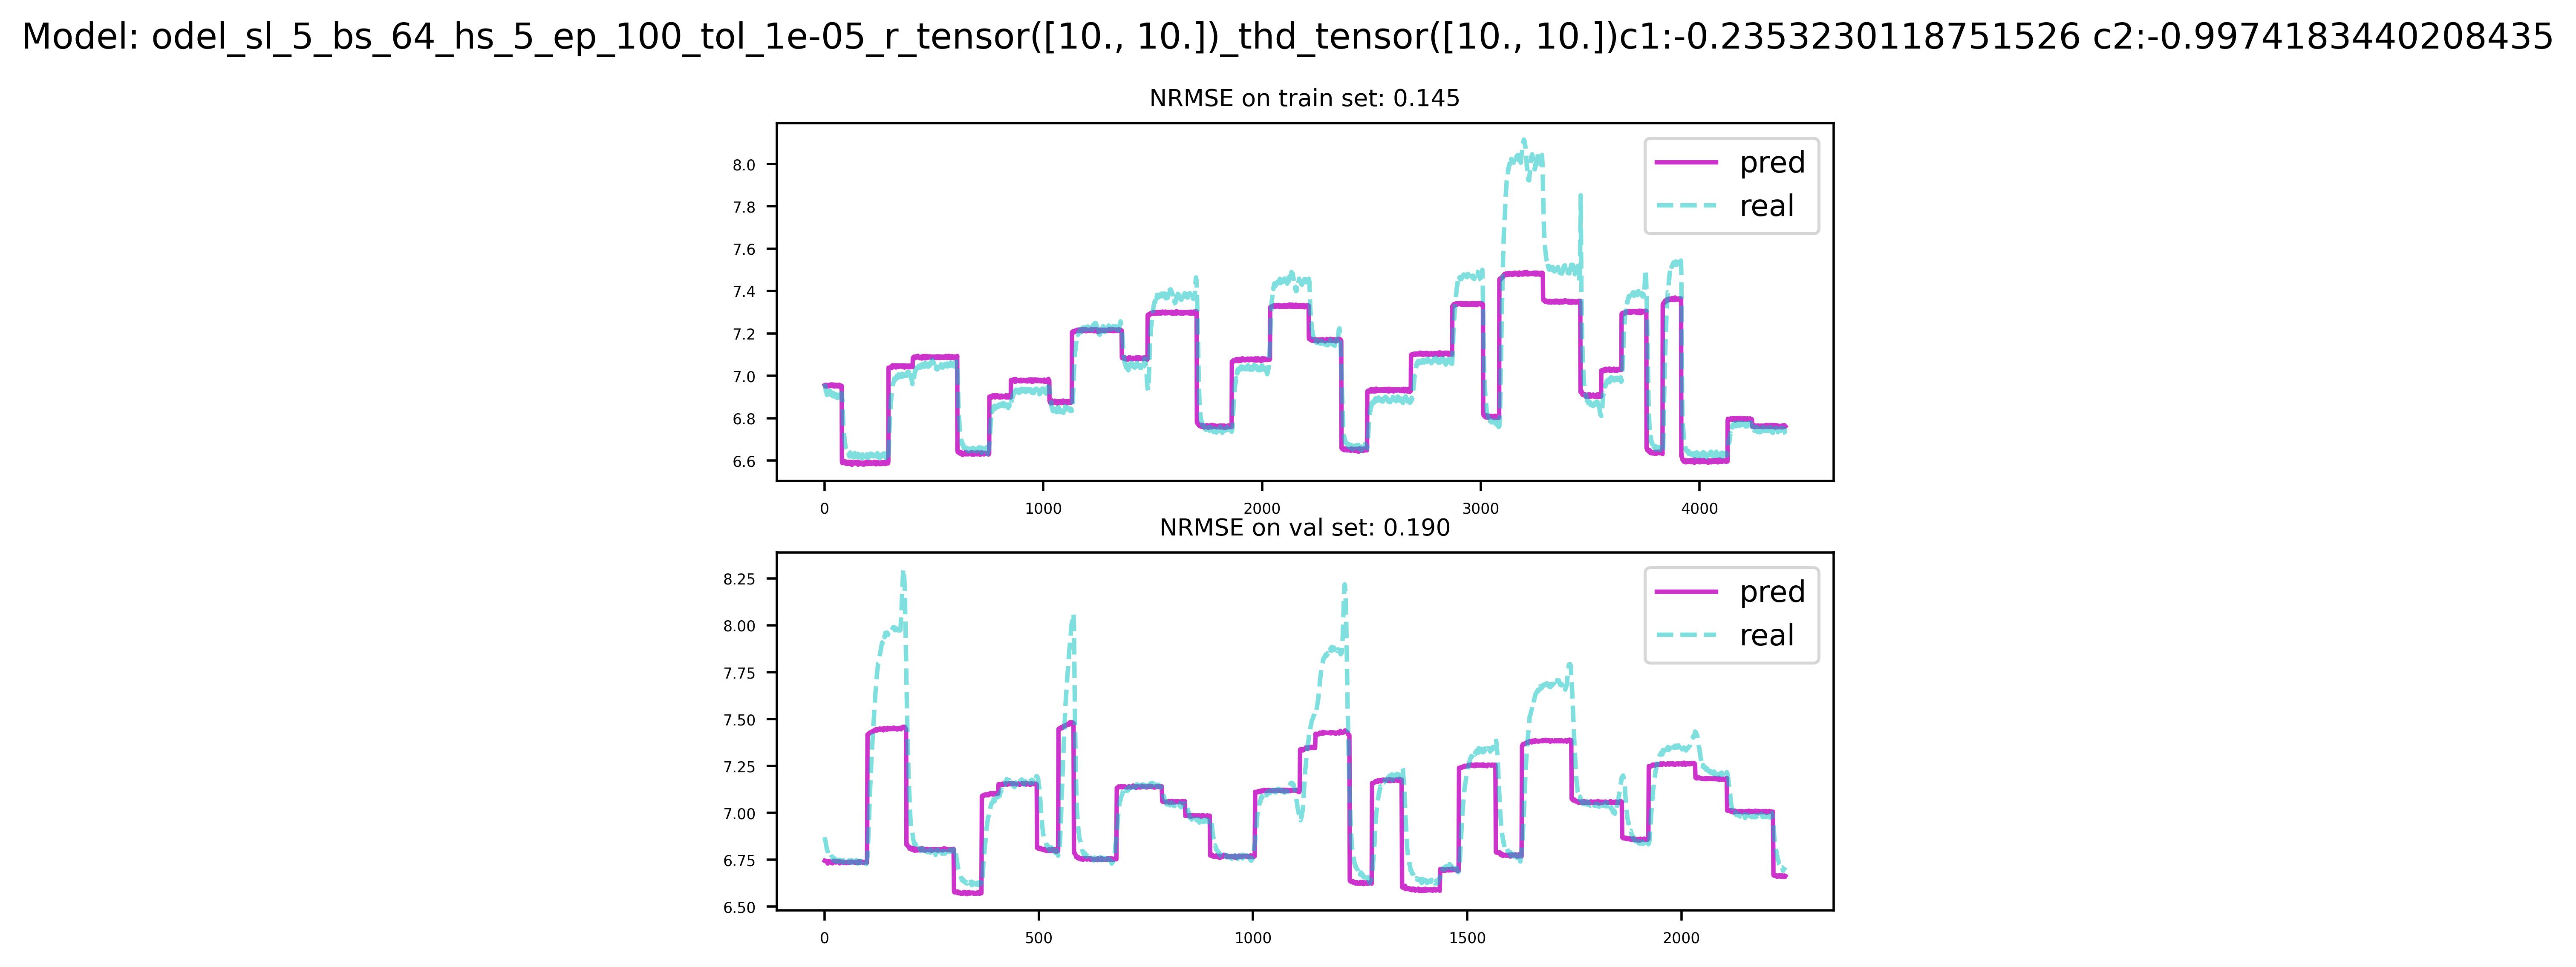 Model: odel_sl_5_bs_64_hs_5_ep_100_tol_1e-05_r_tensor([10., 10.])_thd_tensor([10., 10.])c1:-0.2353230118751526 c2:-0.9974183440208435
NRMSE on train set: 0.145
pred
real
8.0
7.8
7.6
7.4
7.2
7.0
6.8
6.6
0 1000 2000 3000 4000
NRMSE on val set: 0.190
pred
real
8.25
8.00
7.75
7.50
7.25
7.00
6.75
6.50
0 500 1000 1500 2000